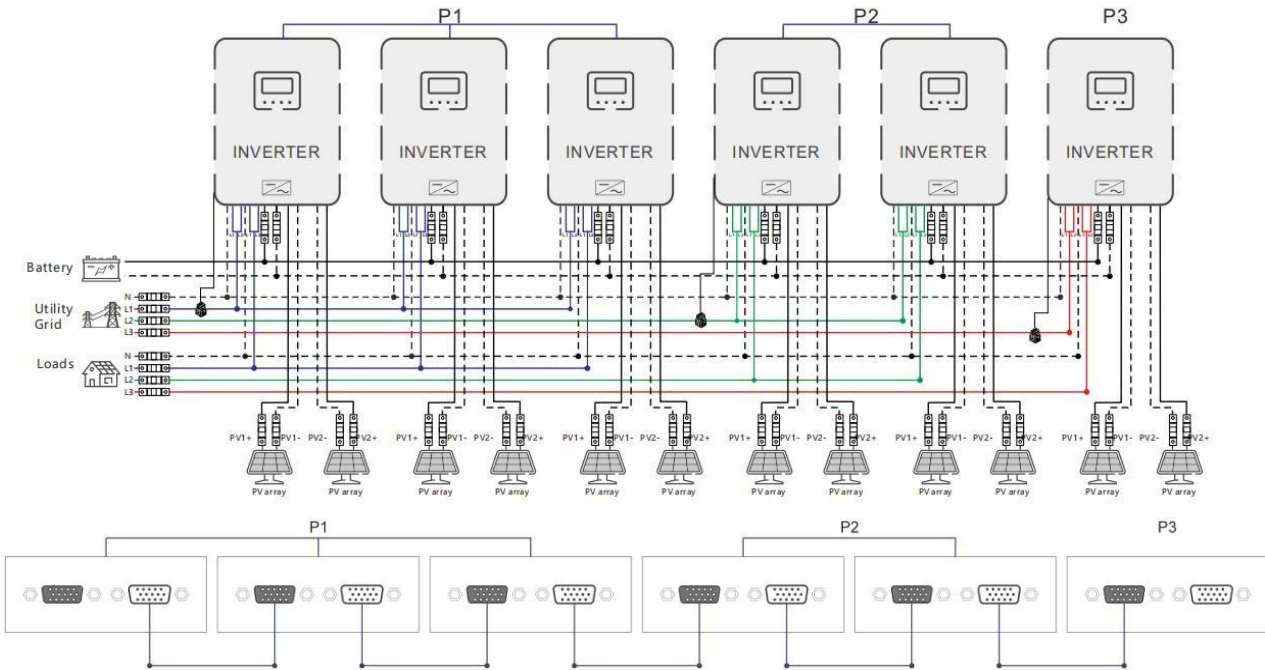 P1 P2 P3
INVERTER INVERTER INVERTER INVERTER INVERTER INVERTER
Battery
Utility
Grid
N
L1
L2
L3
Loads
N
L1
L2
L3
PV1+ PV1- PV2- PV2+ PV1+ PV1- PV2- PV2+ PV1+ PV1- PV2- PV2+ PV1+ PV1- PV2- PV2+ PV1+ PV1- PV2- PV2+ PV1+ PV1- PV2- PV2+
PV array PV array PV array PV array PV array PV array PV array PV array PV array PV array PV array PV array
P1 P2 P3